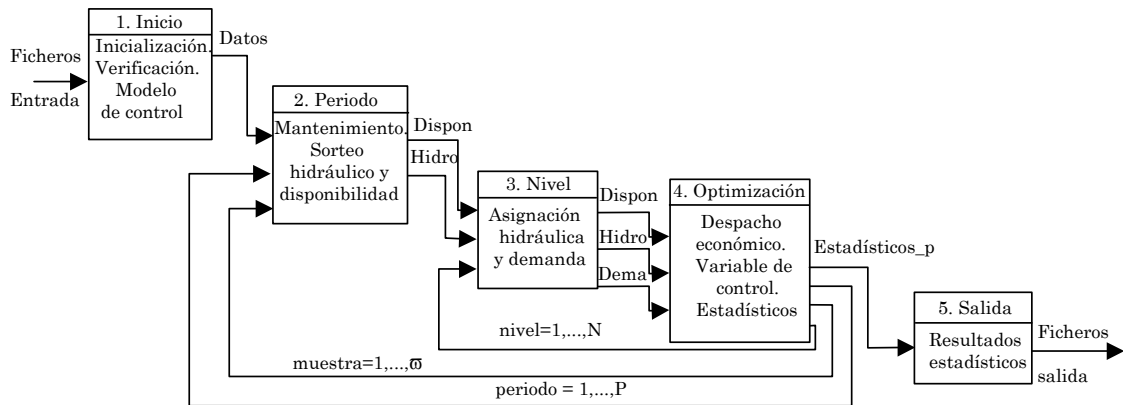 1. Inicio
Inicialización.
Verificación.
Modelo
de control
Ficheros
Entrada
Datos
2. Periodo
Mantenimiento.
Sorteo
hidráulico y
disponibilidad
Dispon
Hidro
3. Nivel
Asignación
hidráulica
y demanda
Dispon
Hidro
Dema
4. Optimización
Despacho
económico.
Variable de
control.
Estadísticos
Estadísticos_p
5. Salida
Resultados
estadísticos
Ficheros
salida
nivel=1,...,N
muestra=1,...,ϖ
periodo = 1,...,P